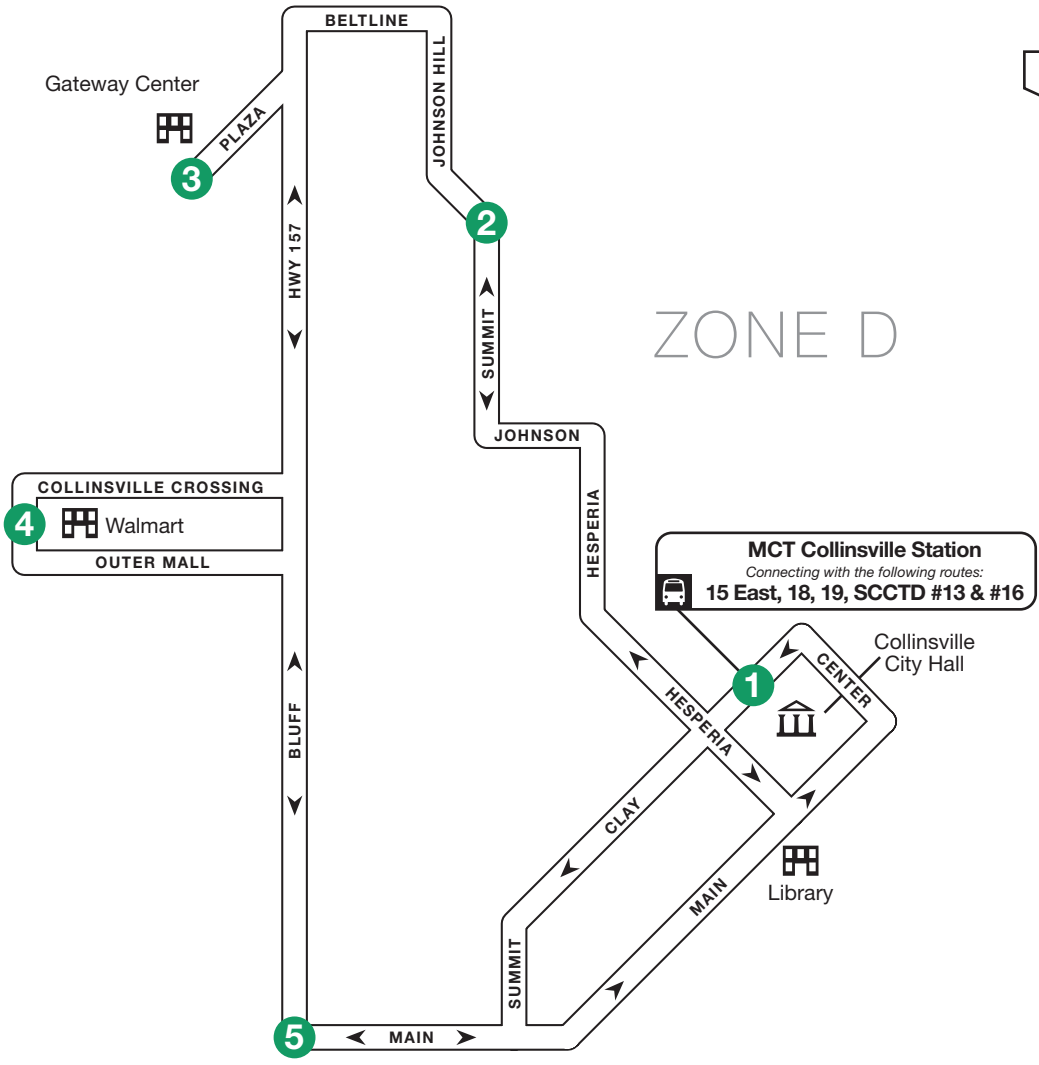 BELTLINE
JOHNSON HILL
Gateway Center
PLAZA
3
2
HWY 157
SUMMIT
ZONE D
JOHNSON
COLLINSVILLE CROSSING
4
Walmart
OUTER MALL
HESPERIA
MCT Collinsville Station
Connecting with the following routes:
15 East, 18, 19, SCCTD #13 & #16
Collinsville
City Hall
CENTER
1
HESPERIA
BLUFF
CLAY
Library
MAIN
SUMMIT
5
MAIN